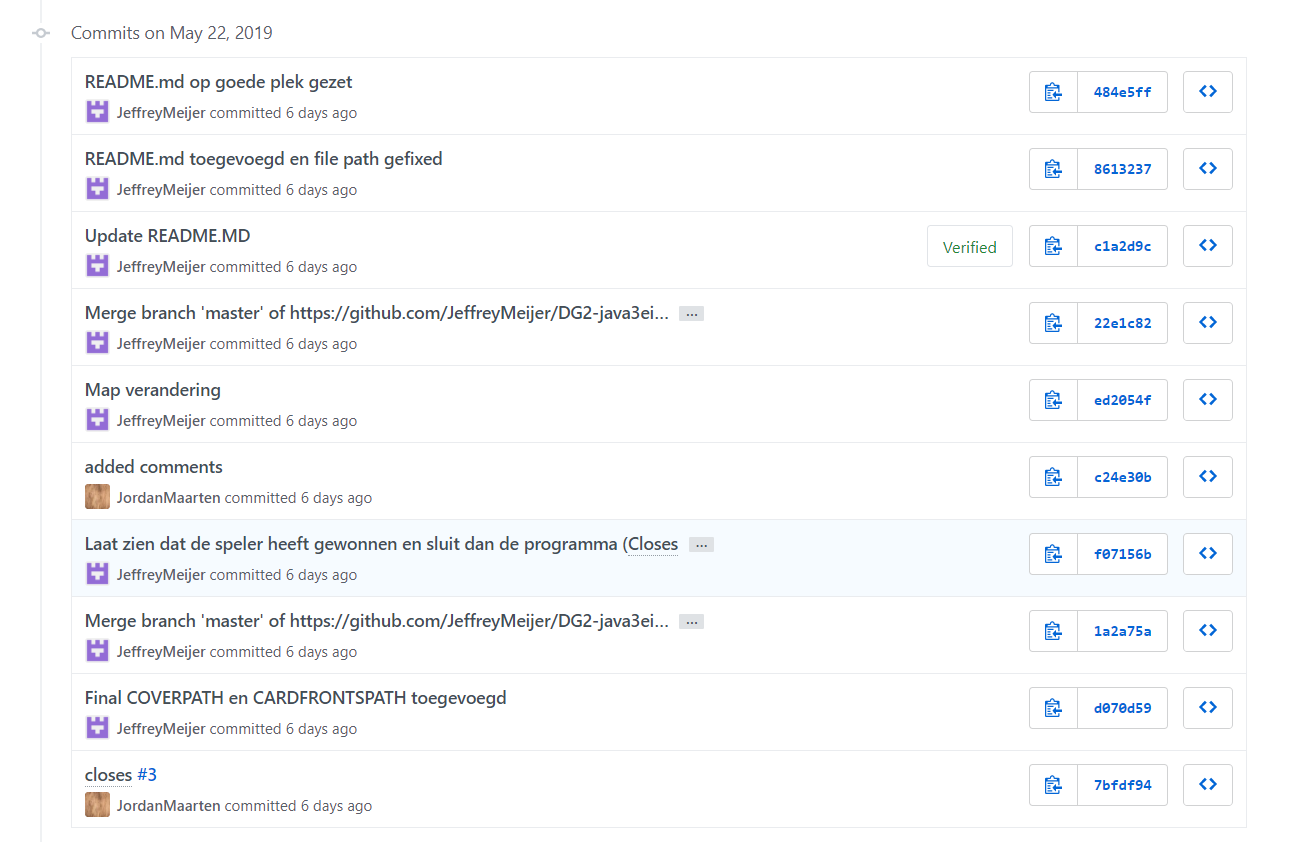 Commits on May 22, 2019
README.md op goede plek gezet
JeffreyMeijer committed 6 days ago
484e5ff
README.md toegevoegd en file path gefixed
JeffreyMeijer committed 6 days ago
8613237
Update README.MD
JeffreyMeijer committed 6 days ago
Verified
c1a2d9c
Merge branch 'master' of https://github.com/JeffreyMeijer/DG2-java3ei... …
JeffreyMeijer committed 6 days ago
22e1c82
Map verandering
JeffreyMeijer committed 6 days ago
ed2054f
added comments
JordanMaarten committed 6 days ago
c24e30b
Laat zien dat de speler heeft gewonnen en sluit dan de programma (Closes …
JeffreyMeijer committed 6 days ago
f07156b
Merge branch 'master' of https://github.com/JeffreyMeijer/DG2-java3ei... …
JeffreyMeijer committed 6 days ago
1a2a75a
Final COVERPATH en CARDFRONTSPATH toegevoegd
JeffreyMeijer committed 6 days ago
d070d59
closes #3
JordanMaarten committed 6 days ago
7bfdf94